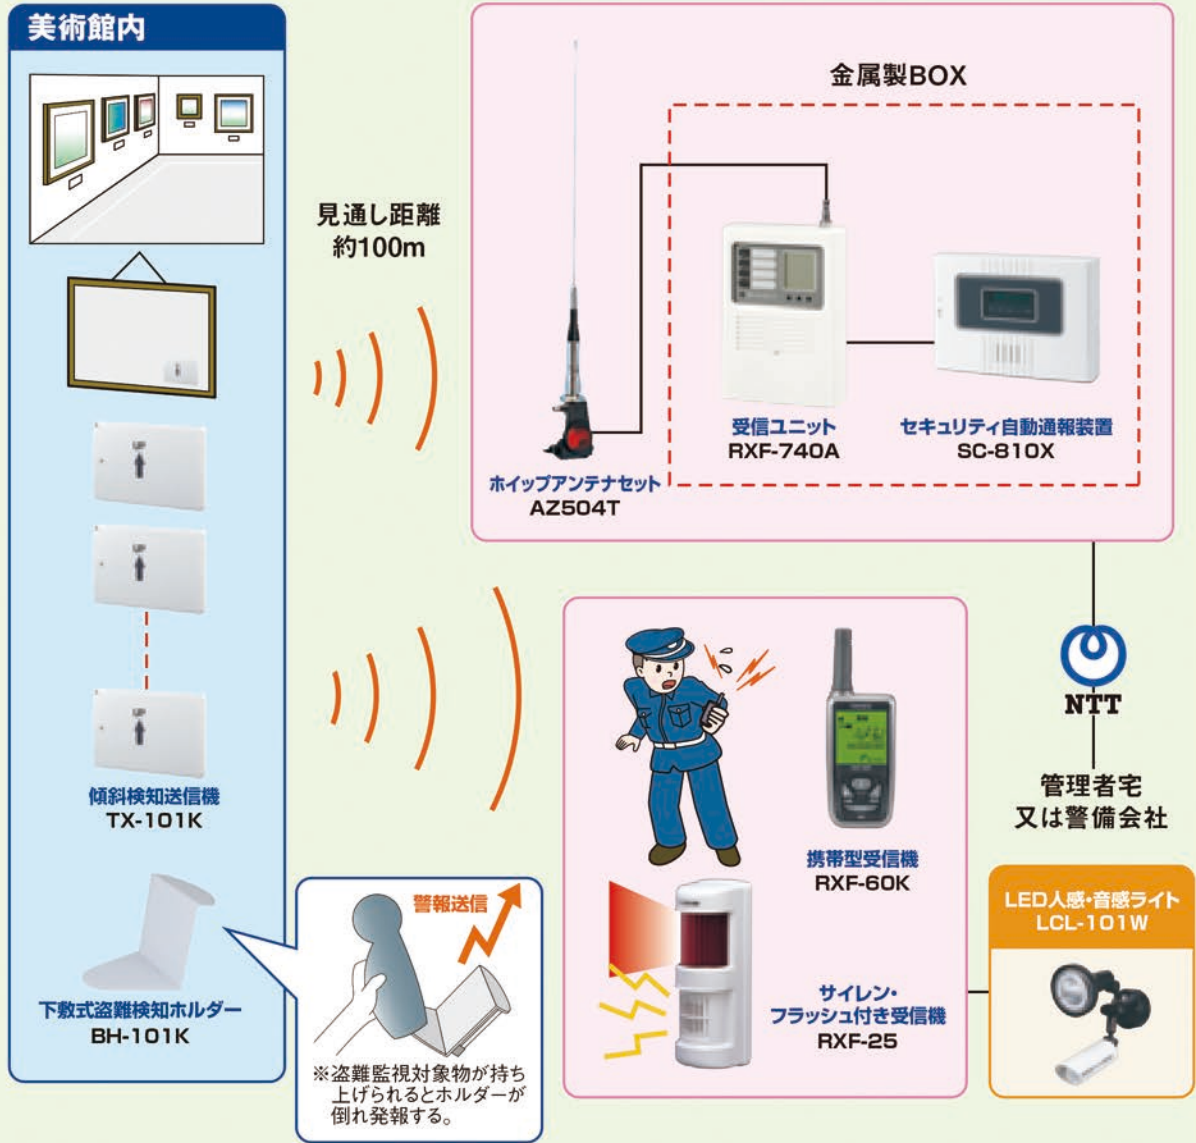 美術館内
見通し距離
約100m
UP
UP
UP
傾斜検知送信機
TX-101K
下敷式盗難検知ホルダー
BH-101K
警報送信
※盗難監視対象物が持ち
上げられるとホルダーが
倒れ発報する。
金属製BOX
ホイップアンテナセット
AZ504T
受信ユニット
RXF-740A
セキュリティ自動通報装置
SC-810X
NTT
管理者宅
又は警備会社
携帯型受信機
RXF-60K
サイレン・
フラッシュ付き受信機
RXF-25
LED人感・音感ライト
LCL-101W